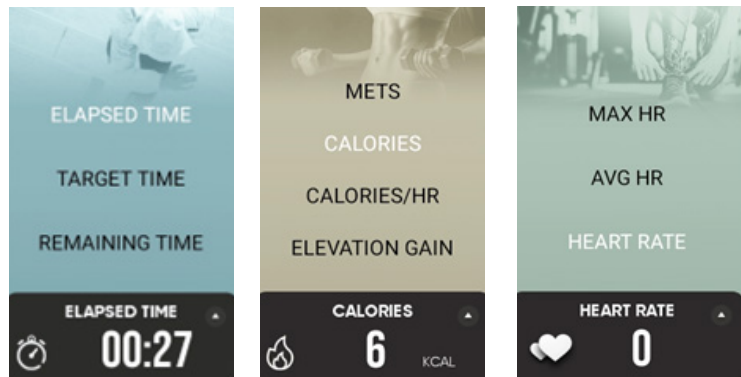 ELAPSED TIME
TARGET TIME
REMAINING TIME
ELAPSED TIME
00:27
METS
CALORIES
CALORIES/HR
ELEVATION GAIN
CALORIES
6 KCAL
MAX HR
AVG HR
HEART RATE
HEART RATE
0